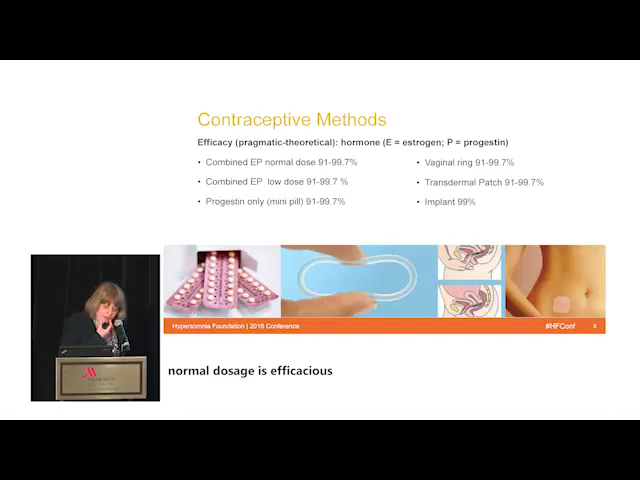 Contraceptive Methods
Efficacy (pragmatic-theoretical): hormone (E = estrogen; P = progestin)
• Combined EP normal dose 91-99.7%
• Combined EP low dose 91-99.7 %
• Progestin only (mini pill) 91-99.7%
• Vaginal ring 91-99.7%
• Transdermal Patch 91-99.7%
• Implant 99%
Hypersomnia Foundation | 2018 Conference
#HFConf
9
Marriott
normal dosage is efficacious